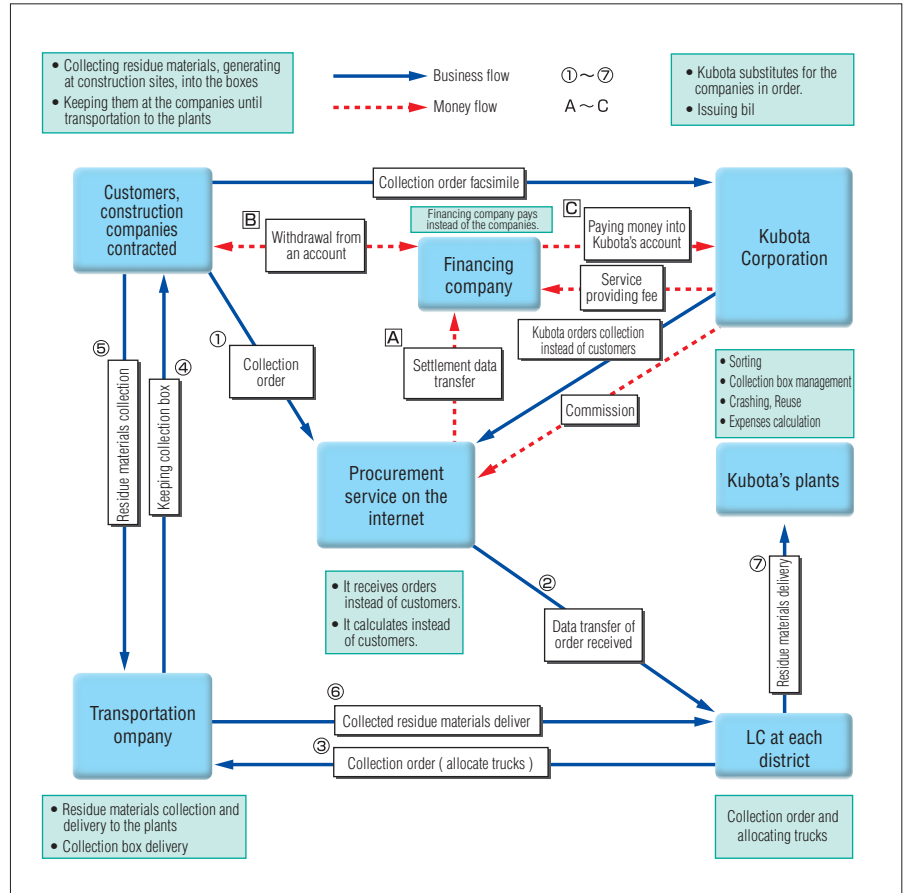 • Collecting residue materials, generating
at construction sites, into the boxes
• Keeping them at the companies until
transportation to the plants
Business flow
①～⑦
Money flow
A～C
• Kubota substitutes for the
companies in order.
• Issuing bil
Customers,
construction
companies
contracted
Collection order facsimile
Kubota
Corporation
B
Withdrawal from
an account
Financing company pays
instead of the companies.
C
Paying money into
Kubota's account
Financing
company
Service
providing fee
①
Collection
order
A
Settlement data
transfer
Kubota orders collection
instead of customers
Commission
⑤
Residue materials collection
④
Keeping collection box
• Sorting
• Collection box management
• Crashing, Reuse
• Expenses calculation
Procurement
service on the
internet
Kubota's plants
• It receives orders
instead of customers.
• It calculates instead
of customers.
②
Data transfer of
order received
⑦
Residue materials delivery
Transportation
ompany
⑥
Collected residue materials deliver
③
Collection order ( allocate trucks )
LC at each
district
• Residue materials collection and
delivery to the plants
• Collection box delivery
Collection order and
allocating trucks